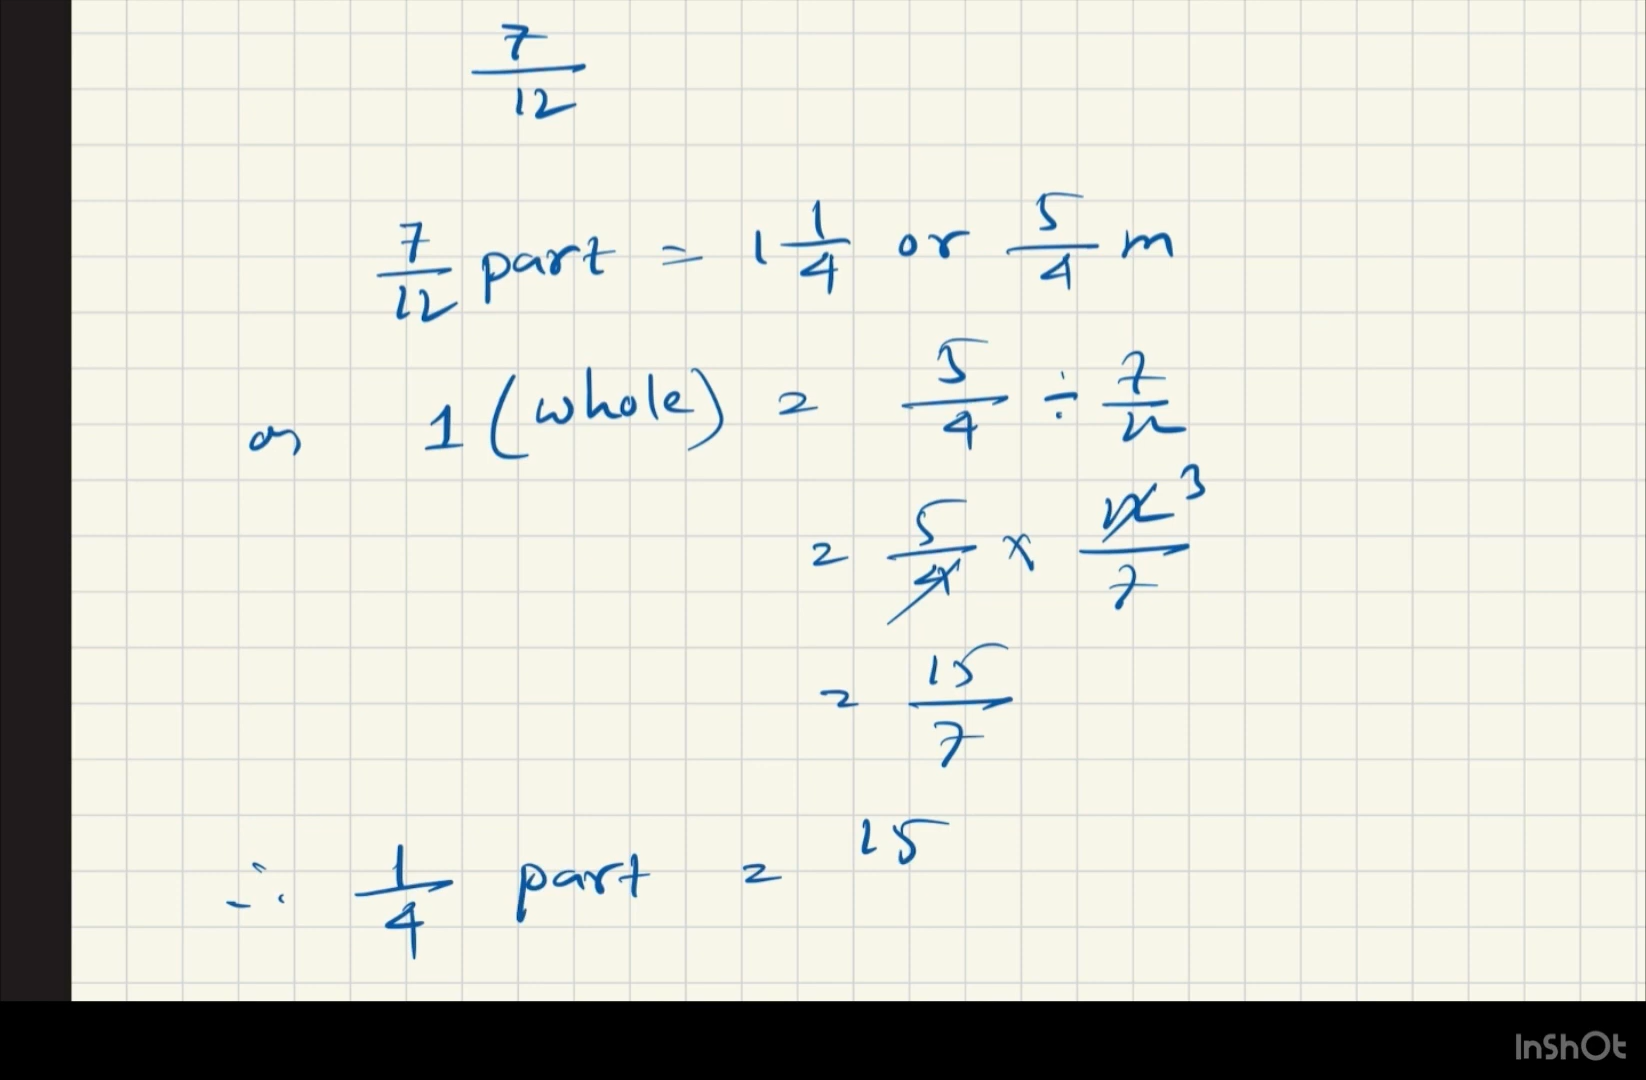 7/12
7/12 part = 1 1/4 or 5/4 m
or 1 (whole) = 5/4 ÷ 7/12
= 5/4 × 12/7 3
= 15/7
∴ 1/4 part = 15
InShOt